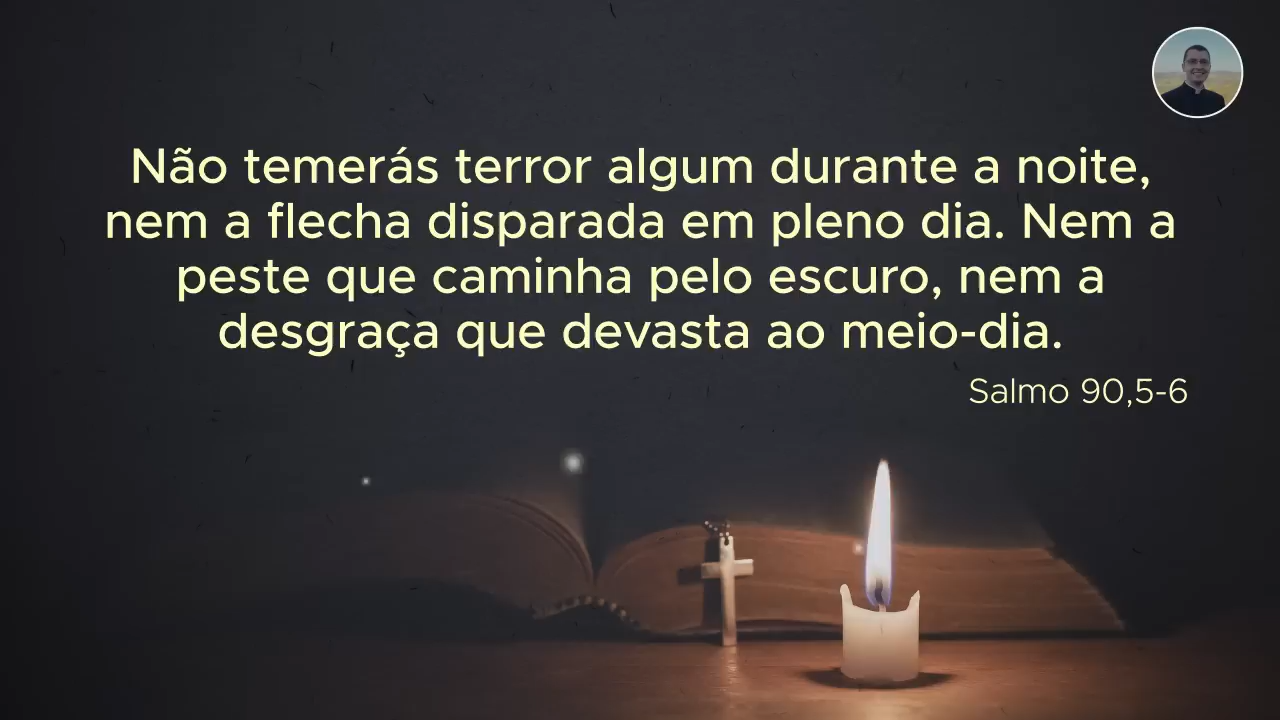 Não temerás terror algum durante a noite,
nem a flecha disparada em pleno dia. Nem a
peste que caminha pelo escuro, nem a
desgraça que devasta ao meio-dia.
Salmo 90,5-6